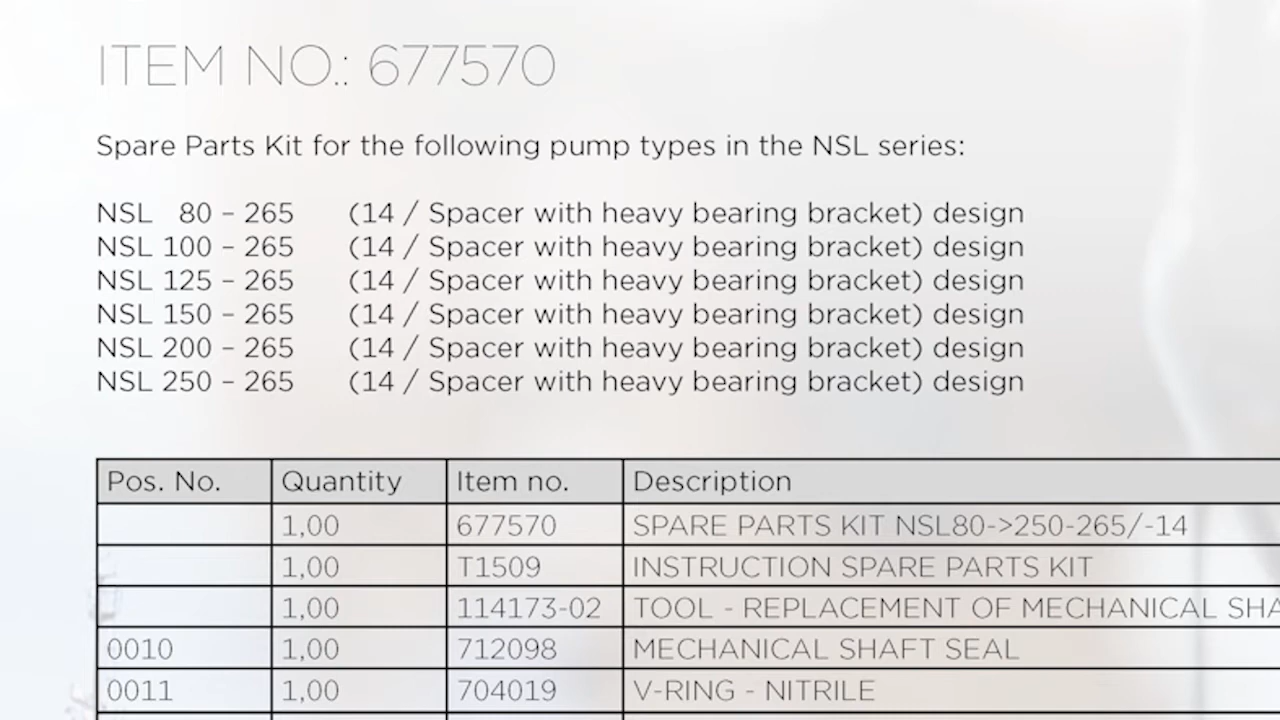 ITEM NO.: 677570
Spare Parts Kit for the following pump types in the NSL series:
NSL 80 – 265 (14 / Spacer with heavy bearing bracket) design
NSL 100 – 265 (14 / Spacer with heavy bearing bracket) design
NSL 125 – 265 (14 / Spacer with heavy bearing bracket) design
NSL 150 – 265 (14 / Spacer with heavy bearing bracket) design
NSL 200 – 265 (14 / Spacer with heavy bearing bracket) design
NSL 250 – 265 (14 / Spacer with heavy bearing bracket) design
Pos. No. Quantity Item no. Description
1,00 677570 SPARE PARTS KIT NSL80->250-265/-14
1,00 T1509 INSTRUCTION SPARE PARTS KIT
1,00 114173-02 TOOL - REPLACEMENT OF MECHANICAL
0010 1,00 712098 MECHANICAL SHAFT SEAL
0011 1,00 704019 V-RING - NITRILE